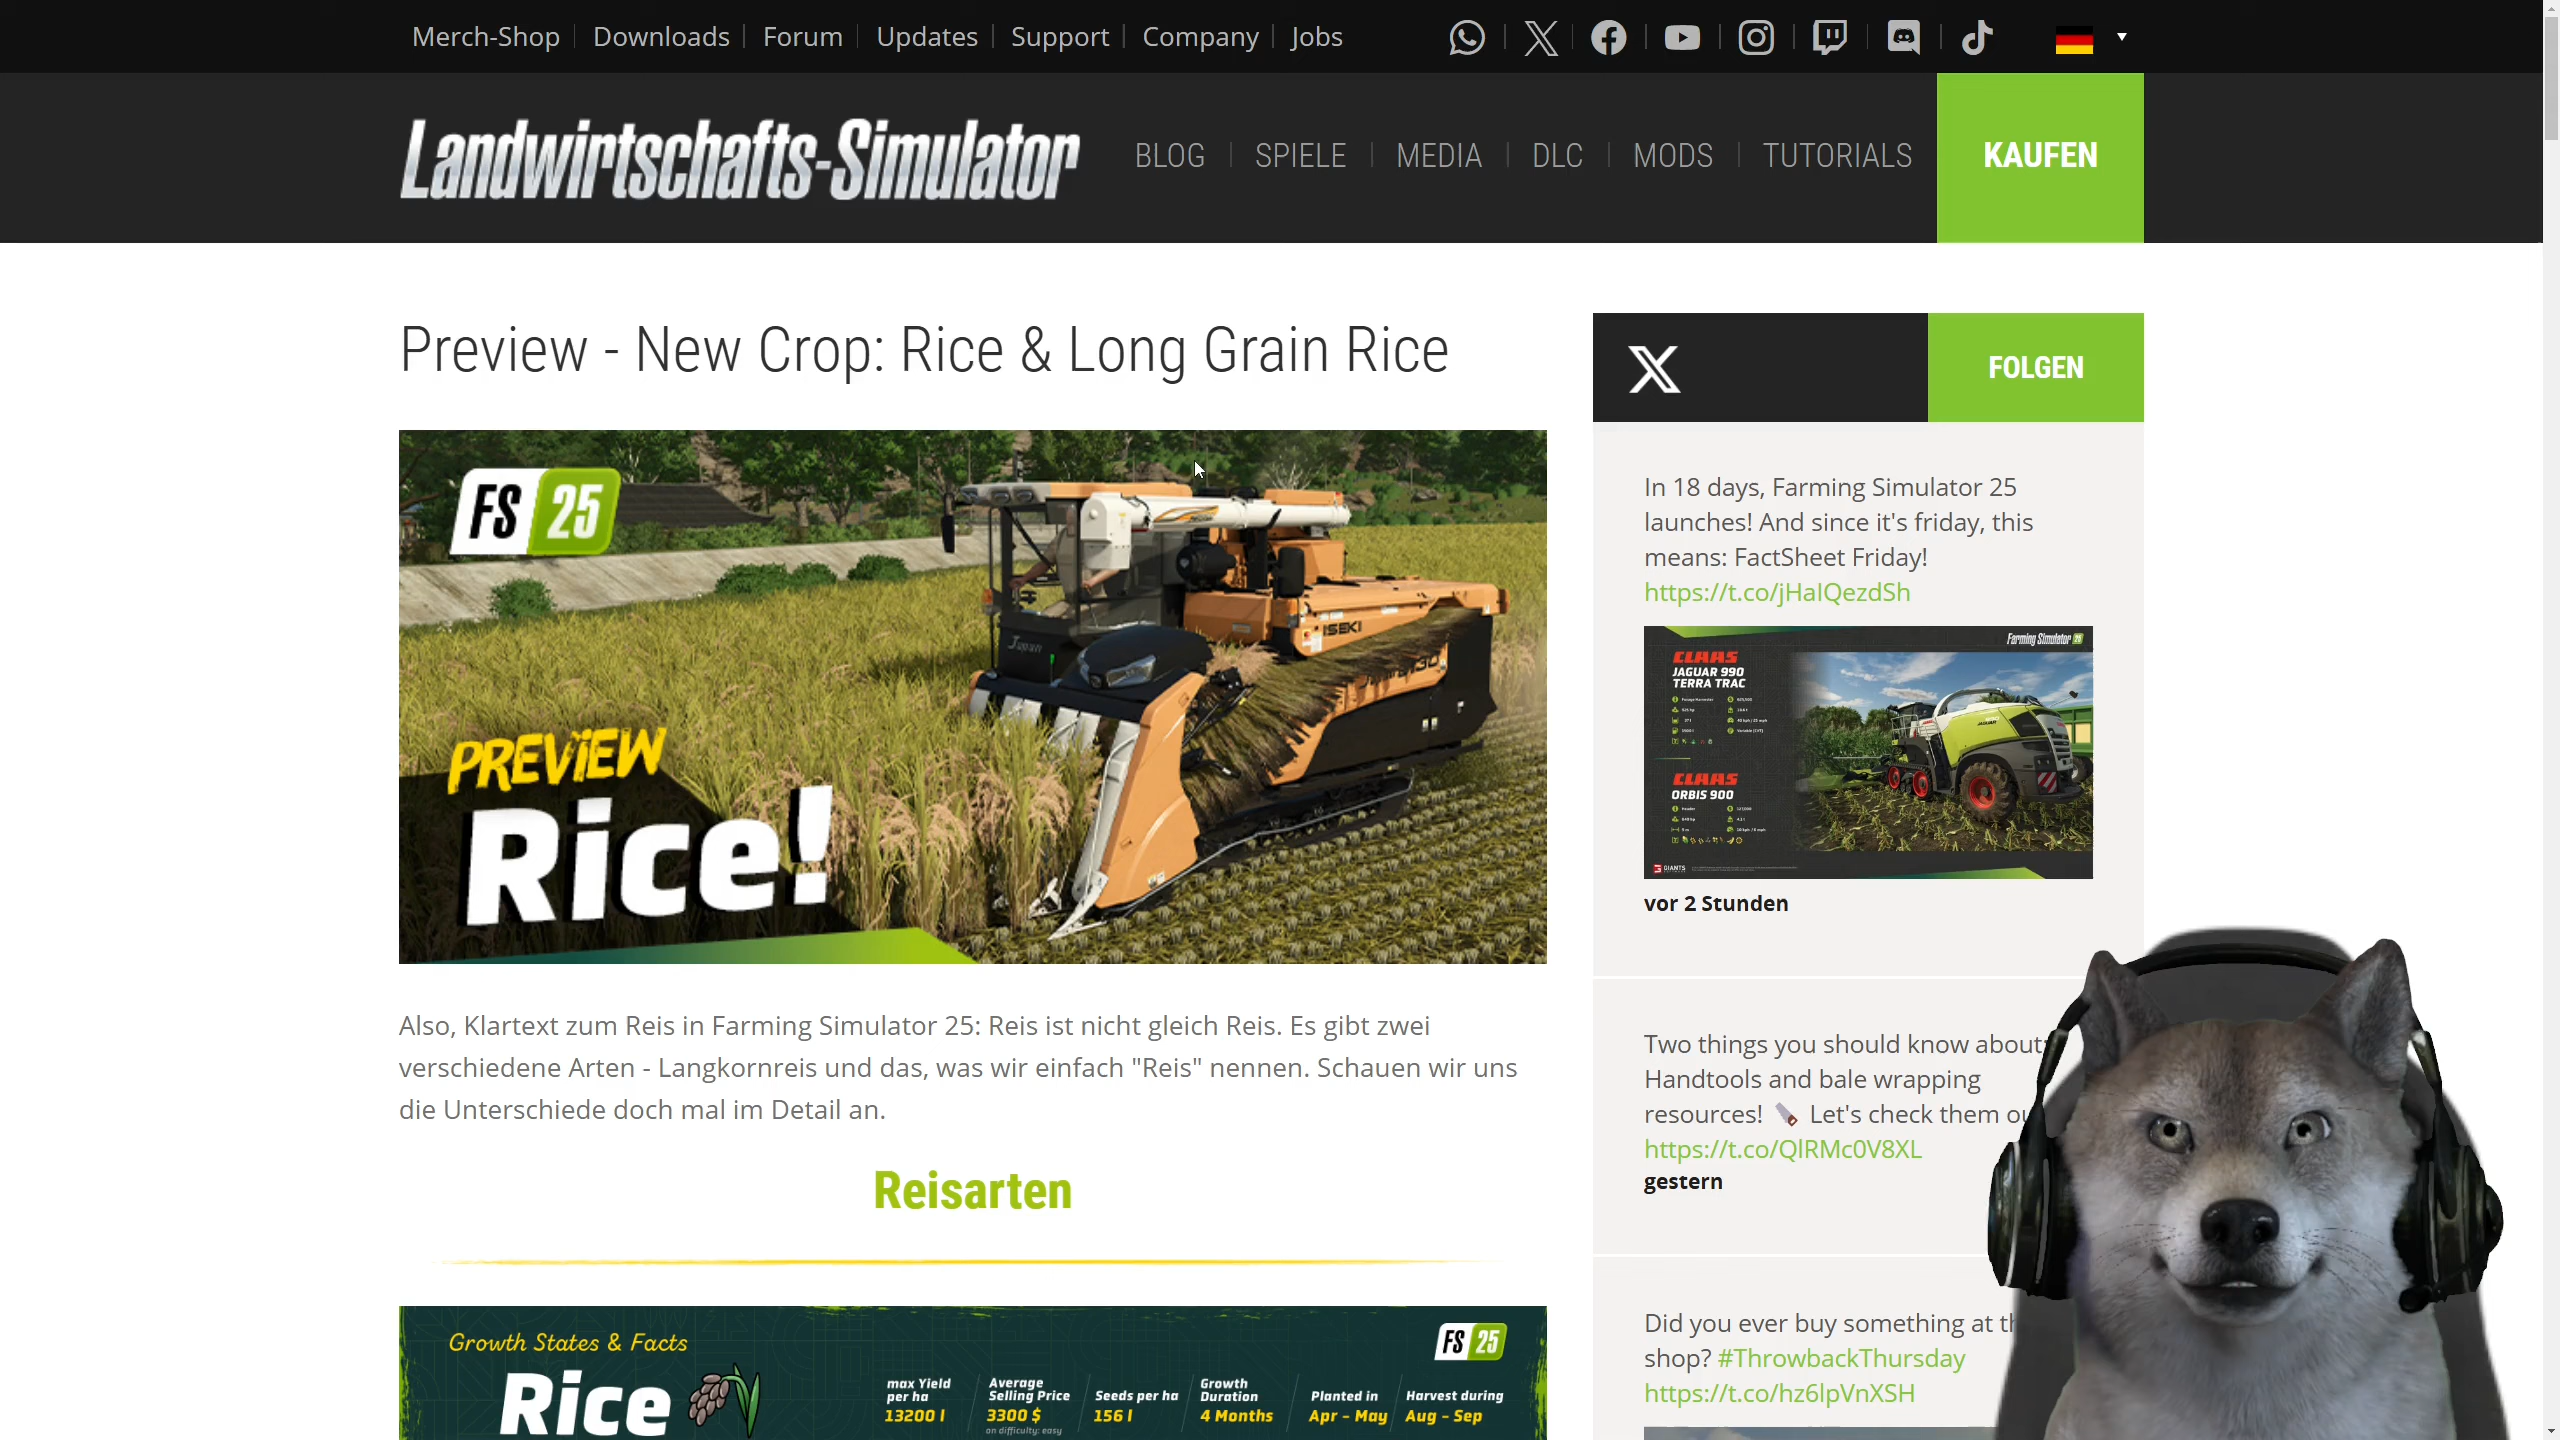 Merch-Shop Downloads Forum Updates Support Company Jobs
Landwirtschafts-Simulator
BLOG SPIELE MEDIA DLC MODS TUTORIALS KAUFEN
Preview - New Crop: Rice & Long Grain Rice
FS 25
ISEKI
PREVIEW
Rice!
Also, Klartext zum Reis in Farming Simulator 25: Reis ist nicht gleich Reis. Es gibt zwei
verschiedene Arten - Langkornreis und das, was wir einfach "Reis" nennen. Schauen wir uns
die Unterschiede doch mal im Detail an.
Reisarten
Growth States & Facts
Rice
max Yield
per ha
13200 l
Average
Selling Price
3300 $
on difficulty: easy
Seeds per ha
156 l
Growth
Duration
4 Months
Planted in
Apr - May
Harvest during
Aug - Sep
FS 25
FOLGEN
In 18 days, Farming Simulator 25
launches! And since it's friday, this
means: FactSheet Friday!
https://t.co/jHalQezdSh
Farming Simulator 25
CLAAS
JAGUAR 990
TERRA TRAC
CLAAS
ORBIS 900
GIANTS
vor 2 Stunden
Two things you should know about:
Handtools and bale wrapping
resources! Let's check them ou
https://t.co/QlRMc0V8XL
gestern
Did you ever buy something at th
shop? #ThrowbackThursday
https://t.co/hz6lpVnXSH